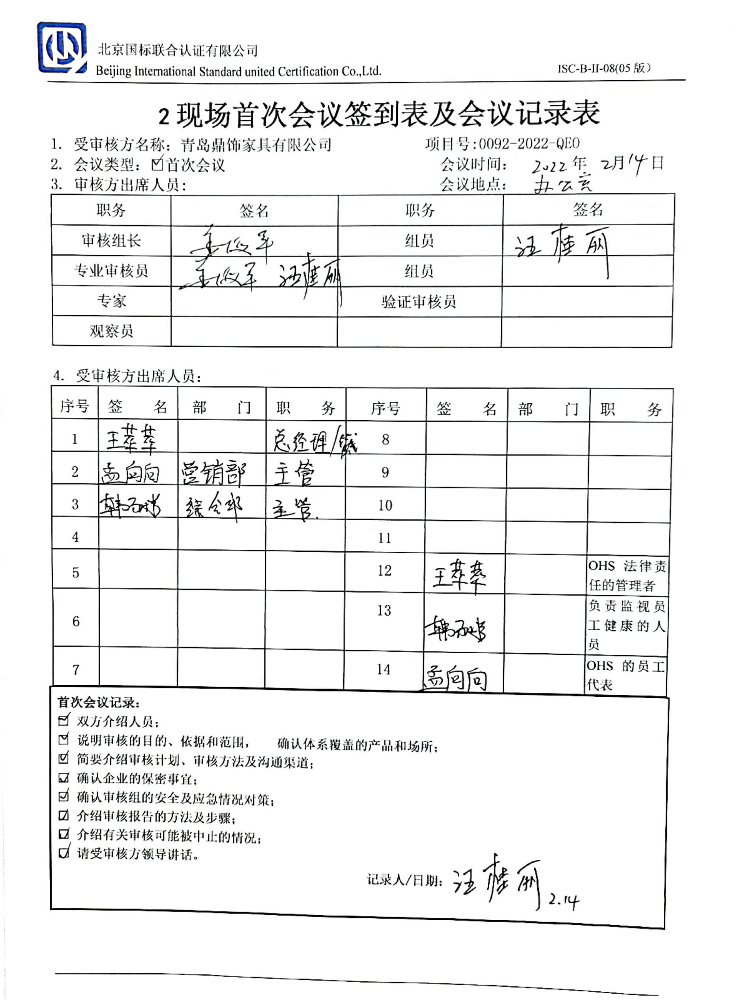 北京国标联合认证有限公司
Beijing International Standard united Certification Co.,Ltd.
ISC-B-II-08(05 版)
2 现场首次会议签到表及会议记录表
1. 受审核方名称：青岛鼎饰家具有限公司 项目号:0092-2022-QEO
2. 会议类型：☑首次会议 会议时间： 2022 年 2月14日
3. 审核方出席人员： 会议地点： 办公室
职务 签名 职务 签名
审核组长 组员 汪桂丽
专业审核员 汪桂丽 组员
专家 验证审核员
观察员
4. 受审核方出席人员：
序号 签 名 部 门 职 务 序号 签 名 部 门 职 务
1 王萃萃 总经理/ 8
2 孟向向 营销部 主管 9
3 综合部 主管. 10
4 11
5 12 王萃萃 OHS 法律责
任的管理者
6 13 负责监视员
工健康的人
员
7 14 孟向向 OHS 的员工
代表
首次会议记录：
☑ 双方介绍人员；
☑ 说明审核的目的、依据和范围， 确认体系覆盖的产品和场所；
☑ 简要介绍审核计划、审核方法及沟通渠道；
☑ 确认企业的保密事宜；
☑ 确认审核组的安全及应急情况对策；
☑ 介绍审核报告的方法及步骤；
☑ 介绍有关审核可能被中止的情况；
☑ 请受审核方领导讲话。
记录人/日期：汪桂丽 2.14